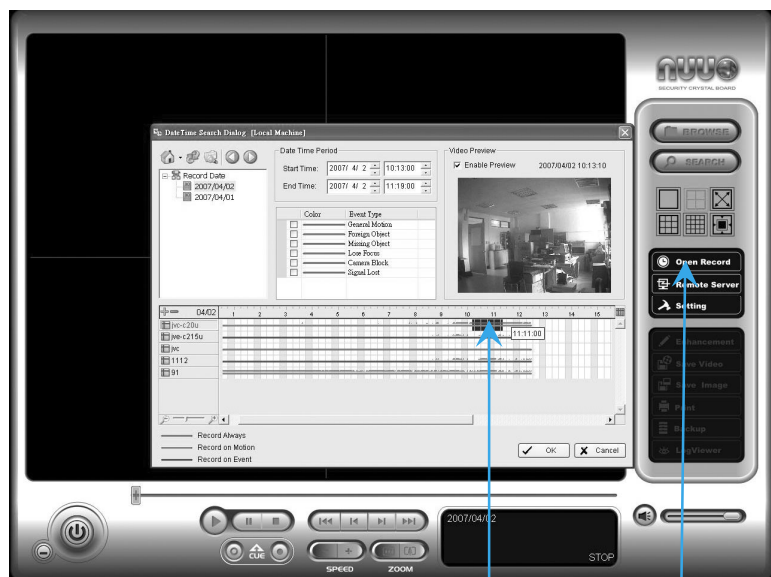 nuuo
SECURITY CRYSTAL BOARD
BROWSE
SEARCH
Open Record
Remote Server
Setting
Enhancement
Save Video
Save Image
Print
Backup
LogViewer
DateTime Search Dialog [Local Machine]
Record Date
2007/04/02
2007/04/01
Date Time Period
Start Time: 2007/ 4/ 2 10:13:00
End Time: 2007/ 4/ 2 11:19:00
Color Event Type
General Motion
Foreign Object
Missing Object
Lose Focus
Camera Block
Signal Lost
Video Preview
Enable Preview 2007/04/02 10:13:10
04/02 1 2 3 4 5 6 7 8 9 10 11 12 13 14 15
jvc-c20u
jvc-c215u
jvc
1112
91
11:11:00
Record Always
Record on Motion
Record on Event
OK
Cancel
2007/04/02
STOP
CUE
SPEED
ZOOM